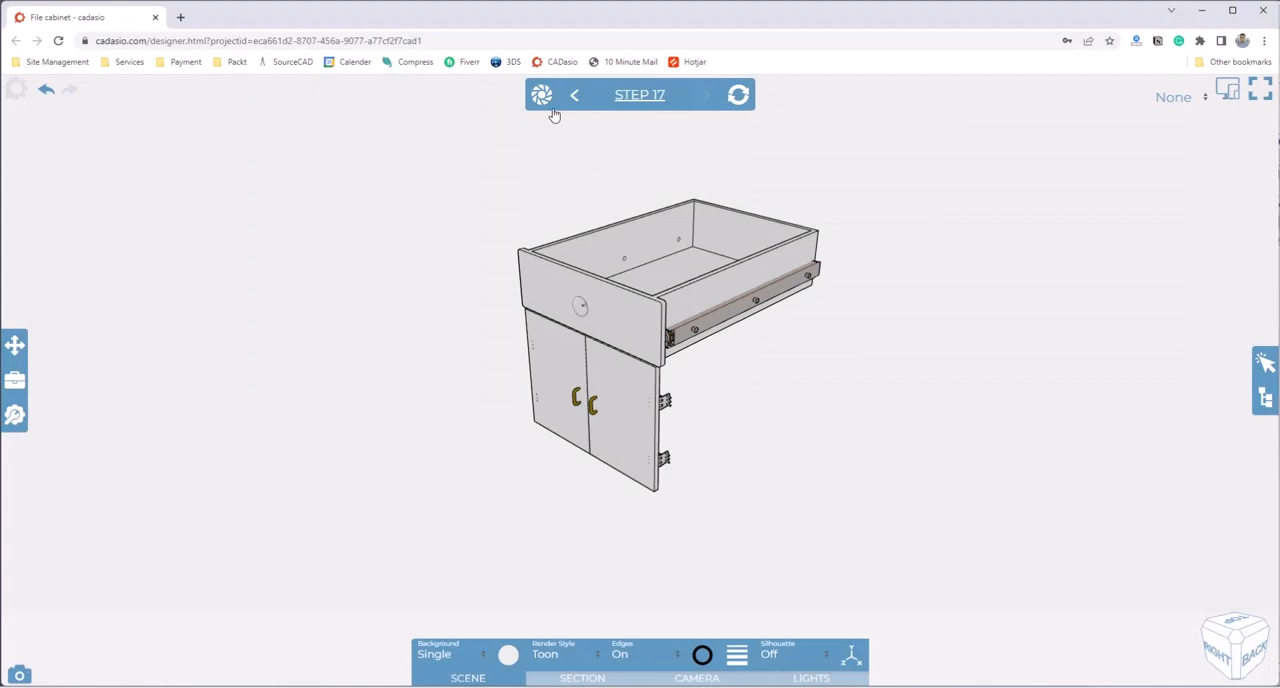 File cabinet - cadasio
cadasio.com/designer.html?projectid=eca661d2-8707-456a-9077-a77cf2f7cad1
Site Management Services Payment Packt SourceCAD Calender Compress Fiverr 3DS CADasio 10 Minute Mail Hotjar Other bookmarks
STEP 17
None
TOP
RIGHT BACK
Background Render Style Edges Silhouette
Single Toon On Off
SCENE SECTION CAMERA LIGHTS